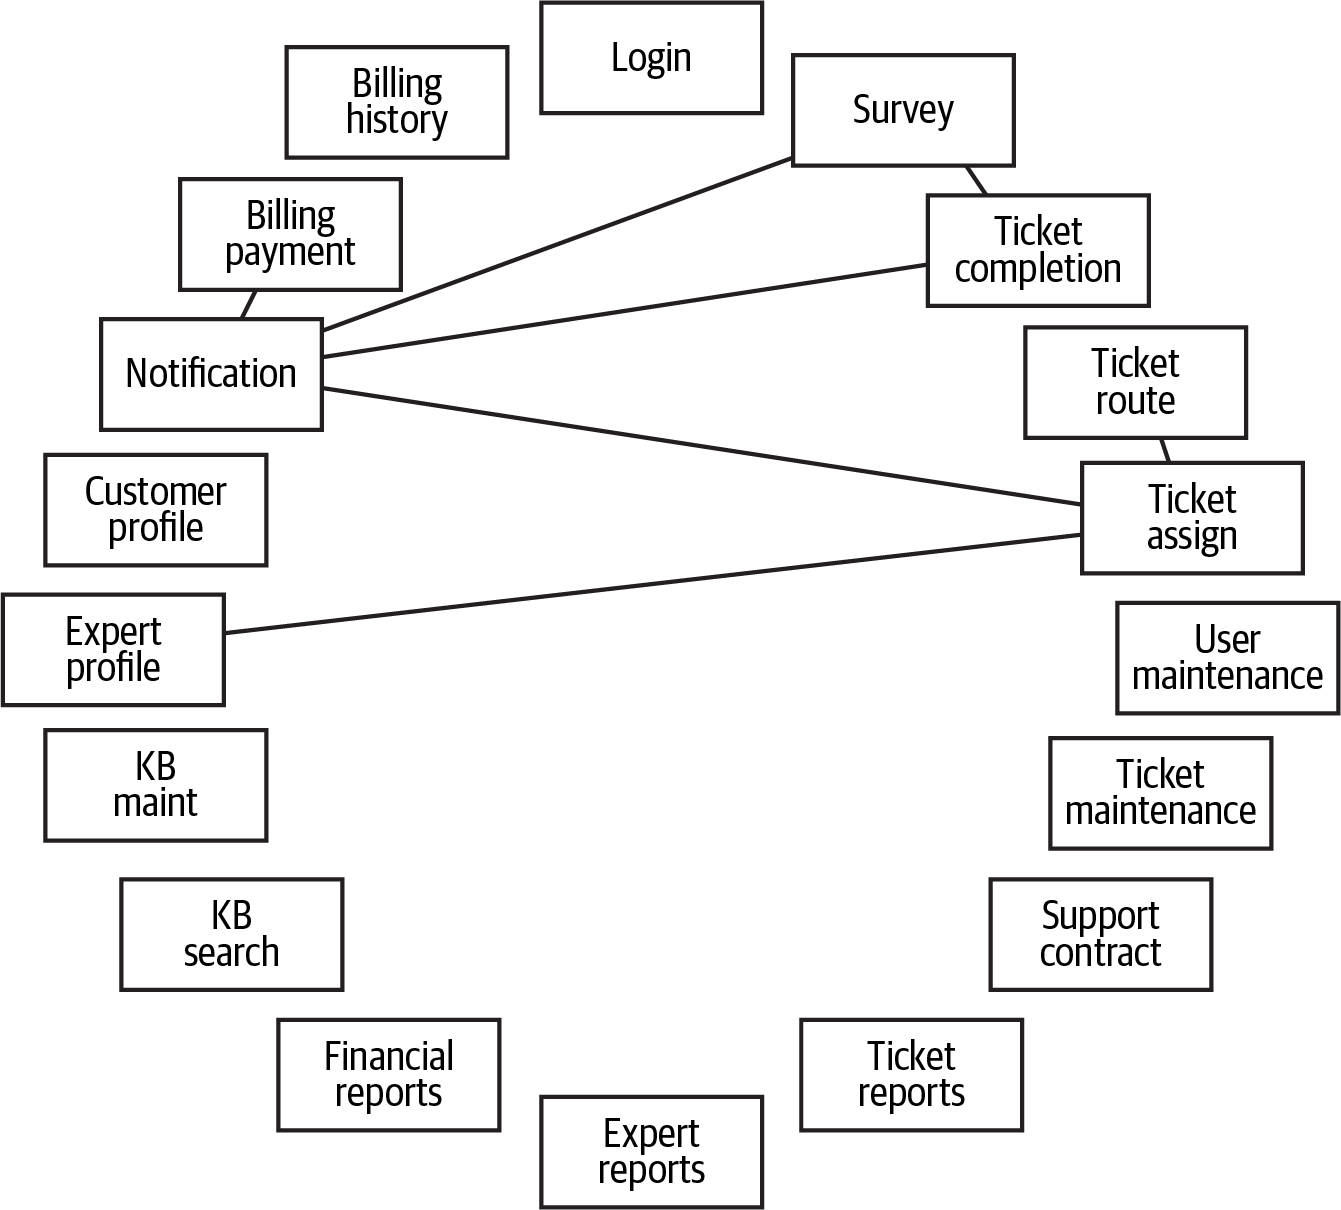 Login
Billing
history
Survey
Billing
payment
Ticket
completion
Notification
Ticket
route
Customer
profile
Ticket
assign
Expert
profile
User
maintenance
KB
maint
Ticket
maintenance
KB
search
Support
contract
Financial
reports
Ticket
reports
Expert
reports